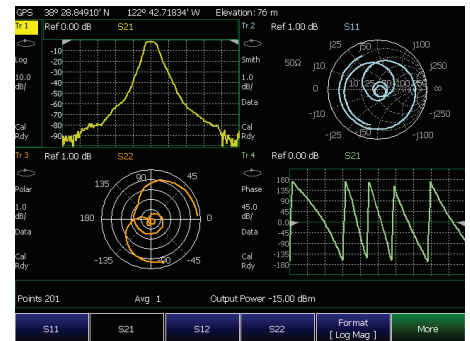 GPS 38º 28.84910' N 122º 42.71834' W Elevation: 76 m
Tr 1 Ref 0.00 dB S21
Log
10.0
dB/
Data
Cal
Rdy
-10
-20
-30
-40
-50
-60
-70
-80
-90
Tr 2 Ref 1.00 dB S11
Smith
1.0
dB/
Data
Cal
Rdy
50Ω
j25 j100
j10 j250
0 10 25 ∞
-j10 -j250
-j25 -j100
j50
-j50
Tr 3 Ref 1.00 dB S22
Polar
1.0
dB/
Data
Cal
Rdy
90
135 45
180 0
-135 -90 -45
Tr 4 Ref 0.00 dB S21
Phase
45.0
dB/
Data
Cal
Rdy
180
135
90
45
0.0
-45
-90
-135
-180
Points 201 Avg 1 Output Power -15.00 dBm
S11 S21 S12 S22 Format More
[ Log Mag ]